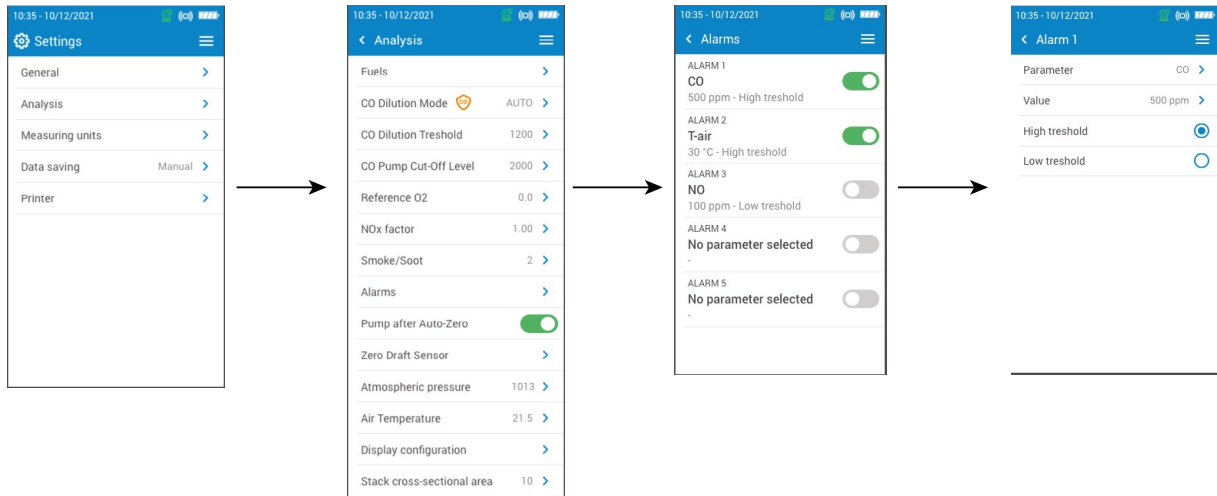 10:35 - 10/12/2021
Settings
General
Analysis
Measuring units
Data saving Manual
Printer
10:35 - 10/12/2021
Analysis
Fuels
CO Dilution Mode CO AUTO
CO Dilution Treshold 1200
CO Pump Cut-Off Level 2000
Reference O2 0.0
NOx factor 1.00
Smoke/Soot 2
Alarms
Pump after Auto-Zero
Zero Draft Sensor
Atmospheric pressure 1013
Air Temperature 21.5
Display configuration
Stack cross-sectional area 10
10:35 - 10/12/2021
Alarms
ALARM 1
CO
500 ppm - High treshold
ALARM 2
T-air
30 °C - High treshold
ALARM 3
NO
100 ppm - Low treshold
ALARM 4
No parameter selected
-
ALARM 5
No parameter selected
-
10:35 - 10/12/2021
Alarm 1
Parameter CO
Value 500 ppm
High treshold
Low treshold